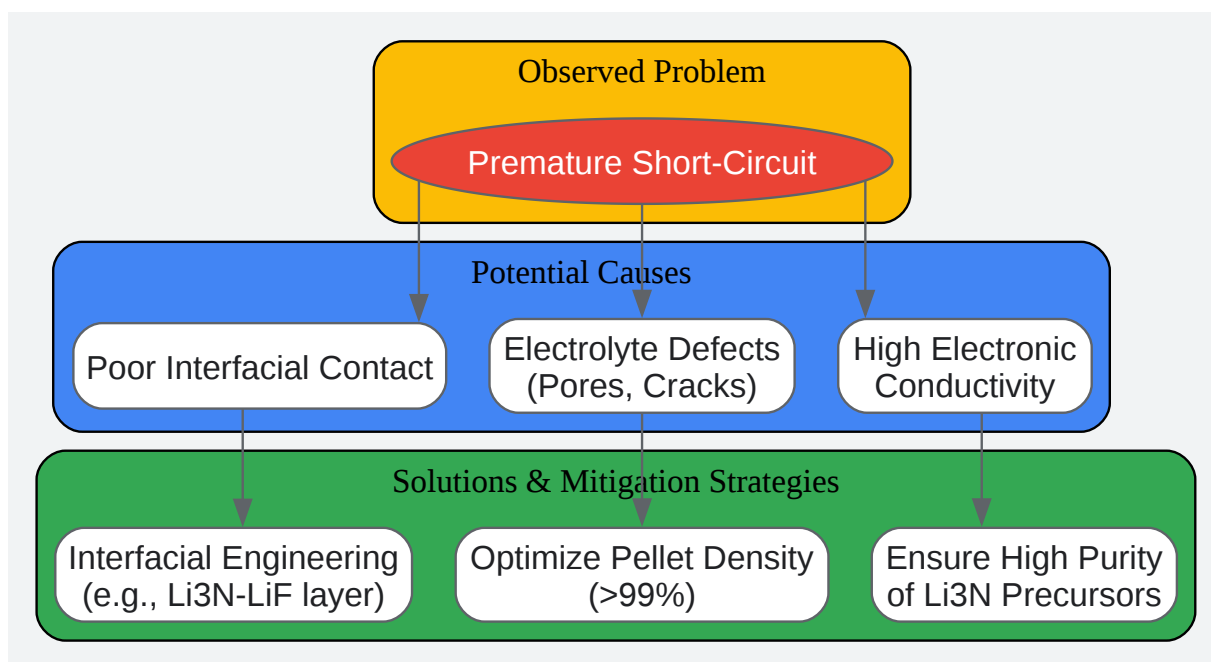 Observed Problem
Premature Short-Circuit
Potential Causes
Poor Interfacial Contact
Electrolyte Defects
(Pores, Cracks)
High Electronic
Conductivity
Solutions & Mitigation Strategies
Interfacial Engineering
(e.g., Li3N-LiF layer)
Optimize Pellet Density
(>99%)
Ensure High Purity
of Li3N Precursors